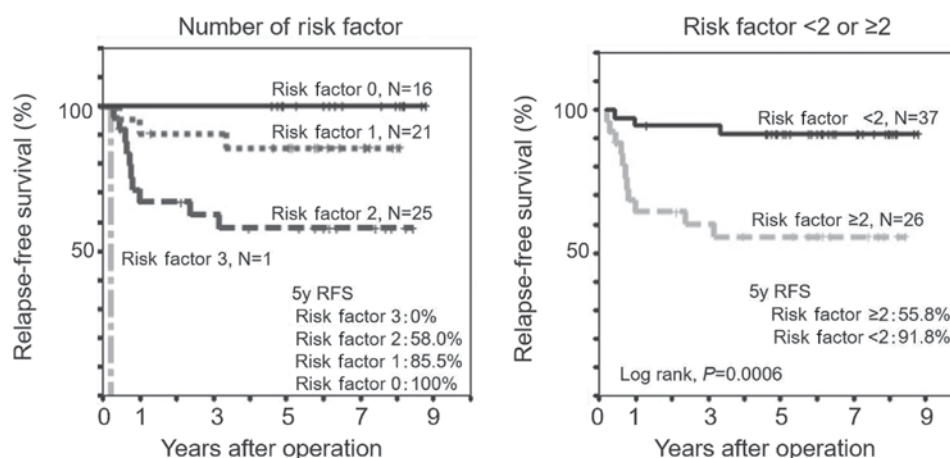 Number of risk factor
Relapse-free survival (%)
100
50
Risk factor 0, N=16
Risk factor 1, N=21
Risk factor 2, N=25
Risk factor 3, N=1
5y RFS
Risk factor 3:0%
Risk factor 2:58.0%
Risk factor 1:85.5%
Risk factor 0:100%
0 1 3 5 7 9
Years after operation
Risk factor <2 or ≥2
Relapse-free survival (%)
100
50
Risk factor <2, N=37
Risk factor ≥2, N=26
5y RFS
Risk factor ≥2:55.8%
Risk factor <2:91.8%
Log rank, P=0.0006
0 1 3 5 7 9
Years after operation